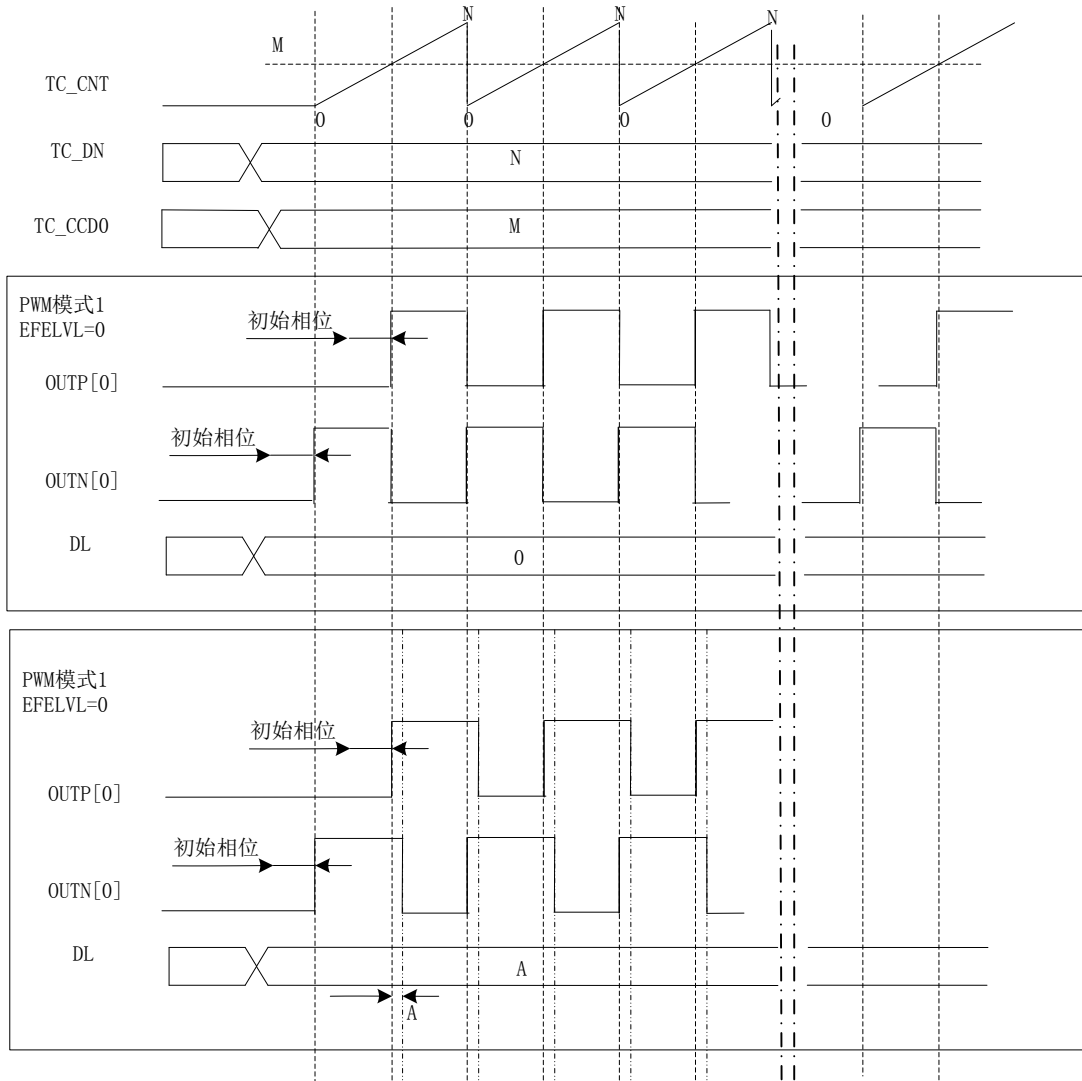 N N N
M
TC_CNT
0 0 0 0
TC_DN N
TC_CCD0 M
PWM模式1
EFELVL=0
初始相位
OUTP[0]
初始相位
OUTN[0]
DL 0
PWM模式1
EFELVL=0
初始相位
OUTP[0]
初始相位
OUTN[0]
DL A
A